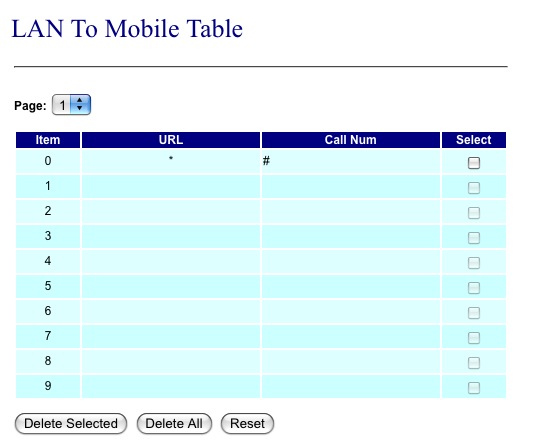 LAN To Mobile Table
Page: 1
Item URL Call Num Select
0 * #
1
2
3
4
5
6
7
8
9
Delete Selected Delete All Reset